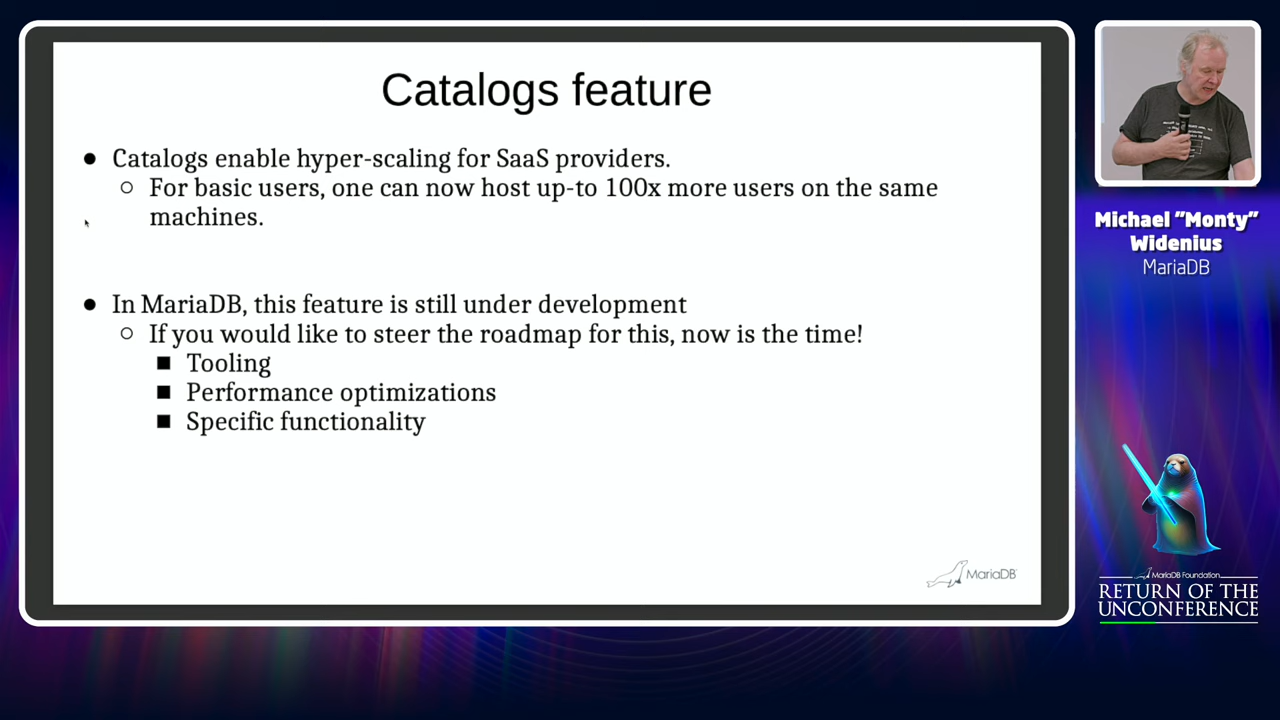 Catalogs feature
● Catalogs enable hyper-scaling for SaaS providers.
○ For basic users, one can now host up-to 100x more users on the same
machines.
● In MariaDB, this feature is still under development
○ If you would like to steer the roadmap for this, now is the time!
■ Tooling
■ Performance optimizations
■ Specific functionality
MariaDB
Michael "Monty"
Widenius
MariaDB
MariaDB Foundation
RETURN OF THE
UNCONFERENCE